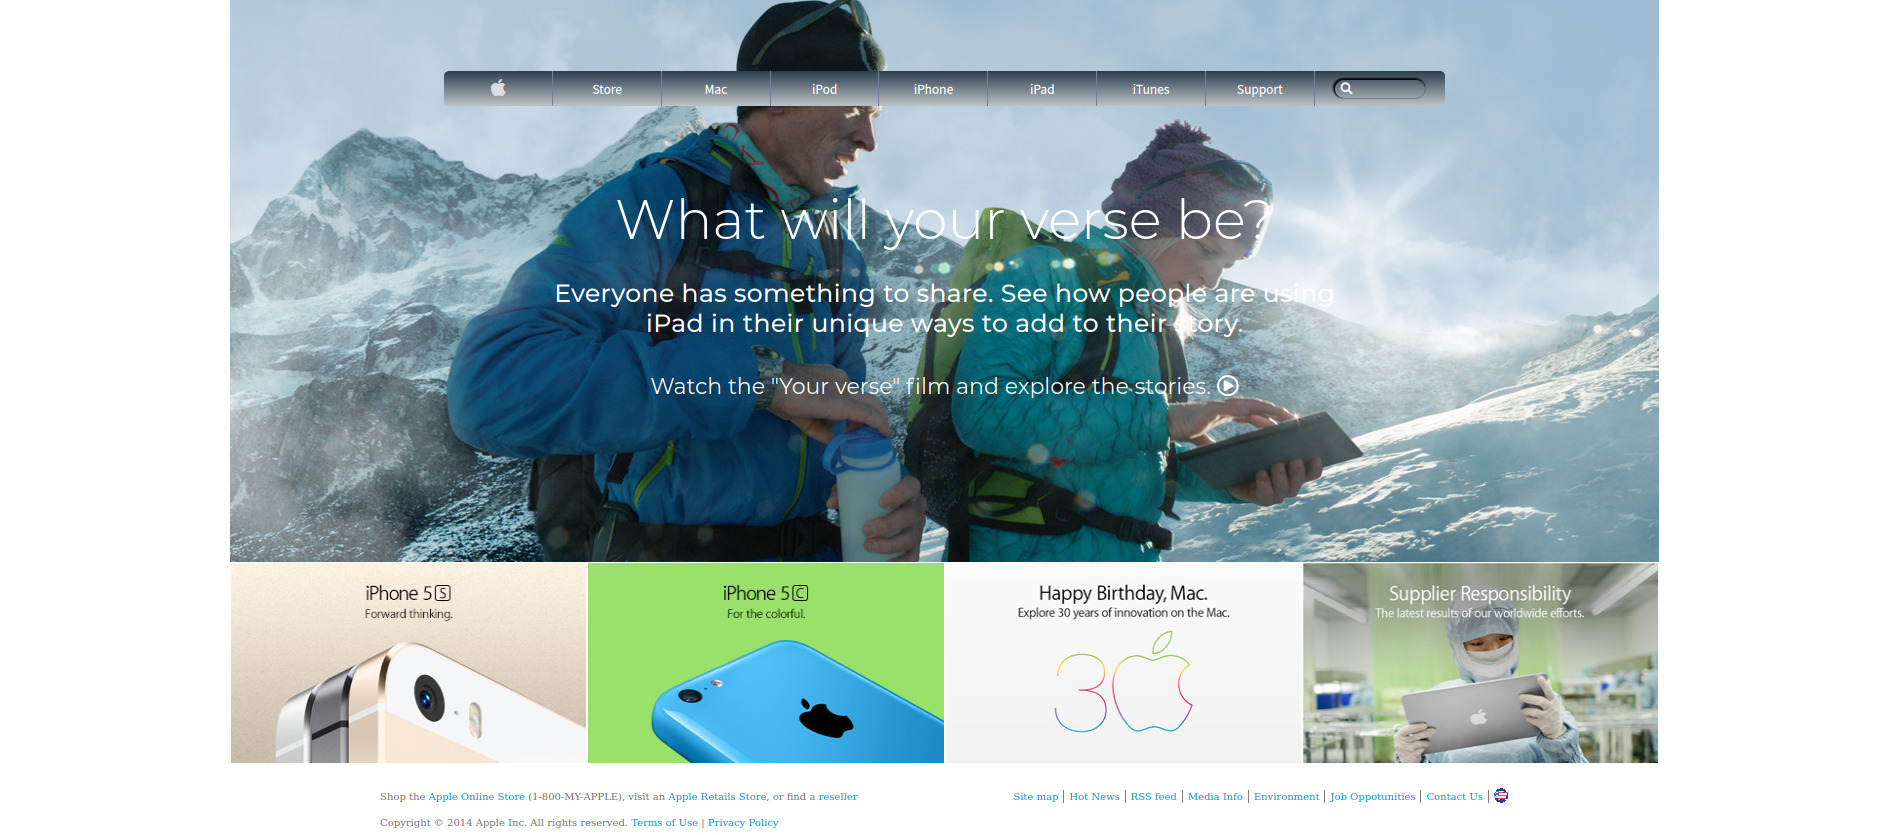 Store Mac iPod iPhone iPad iTunes Support
What will your verse be?
Everyone has something to share. See how people are using
iPad in their unique ways to add to their story.
Watch the "Your verse" film and explore the stories.
iPhone 5S
Forward thinking.
iPhone 5C
For the colorful.
Happy Birthday, Mac.
Explore 30 years of innovation on the Mac.
30
Supplier Responsibility
The latest results of our worldwide efforts.
Shop the Apple Online Store (1-800-MY-APPLE), visit an Apple Retails Store, or find a reseller
Site map | Hot News | RSS feed | Media Info | Environment | Job Oppotunities | Contact Us |
Copyright © 2014 Apple Inc. All rights reserved. Terms of Use | Privacy Policy